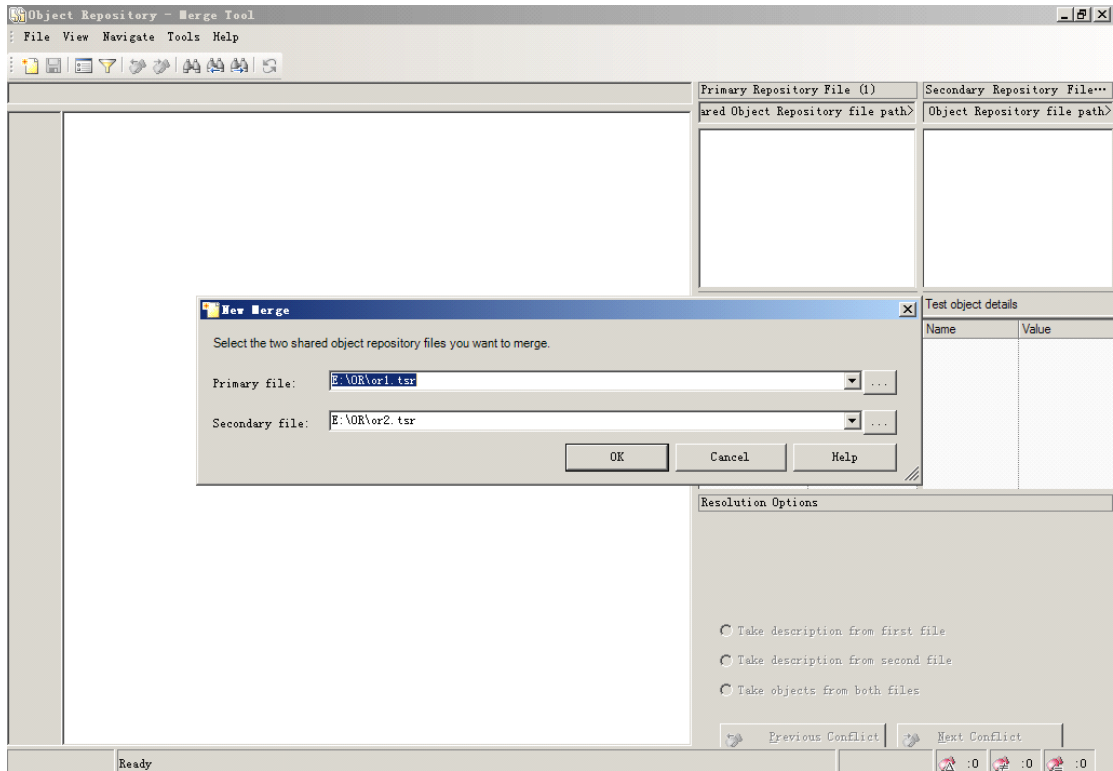 Object Repository - Merge Tool
File View Navigate Tools Help
Primary Repository File (1)
Secondary Repository File…
ared Object Repository file path>
Object Repository file path>
New Merge
Select the two shared object repository files you want to merge.
Primary file: E:\OR\or1.tsr ...
Secondary file: E:\OR\or2.tsr ...
OK Cancel Help
Test object details
Name Value
Resolution Options
Take description from first file
Take description from second file
Take objects from both files
Previous Conflict Next Conflict
Ready :0 :0 :0